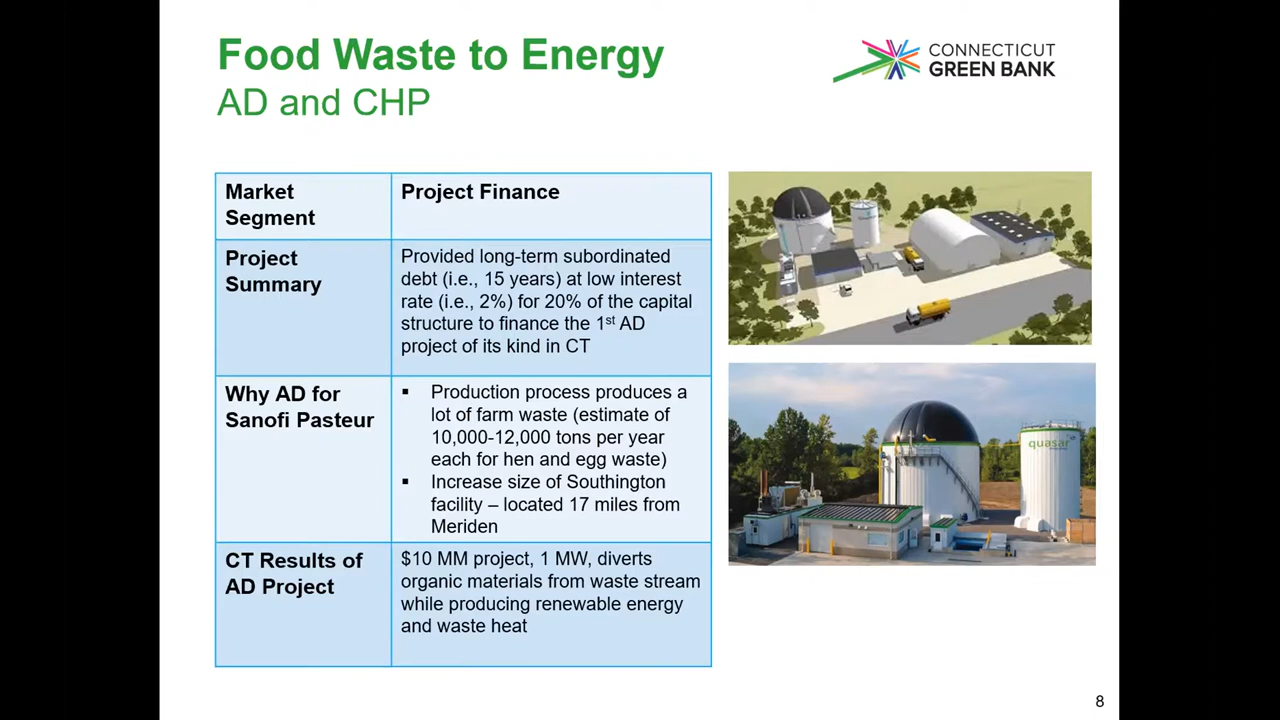 Food Waste to Energy
AD and CHP
CONNECTICUT
GREEN BANK
Market
Segment
Project Finance
Project
Summary
Provided long-term subordinated
debt (i.e., 15 years) at low interest
rate (i.e., 2%) for 20% of the capital
structure to finance the 1st AD
project of its kind in CT
Why AD for
Sanofi Pasteur
▪ Production process produces a
lot of farm waste (estimate of
10,000-12,000 tons per year
each for hen and egg waste)
▪ Increase size of Southington
facility – located 17 miles from
Meriden
CT Results of
AD Project
$10 MM project, 1 MW, diverts
organic materials from waste stream
while producing renewable energy
and waste heat
quasar
8